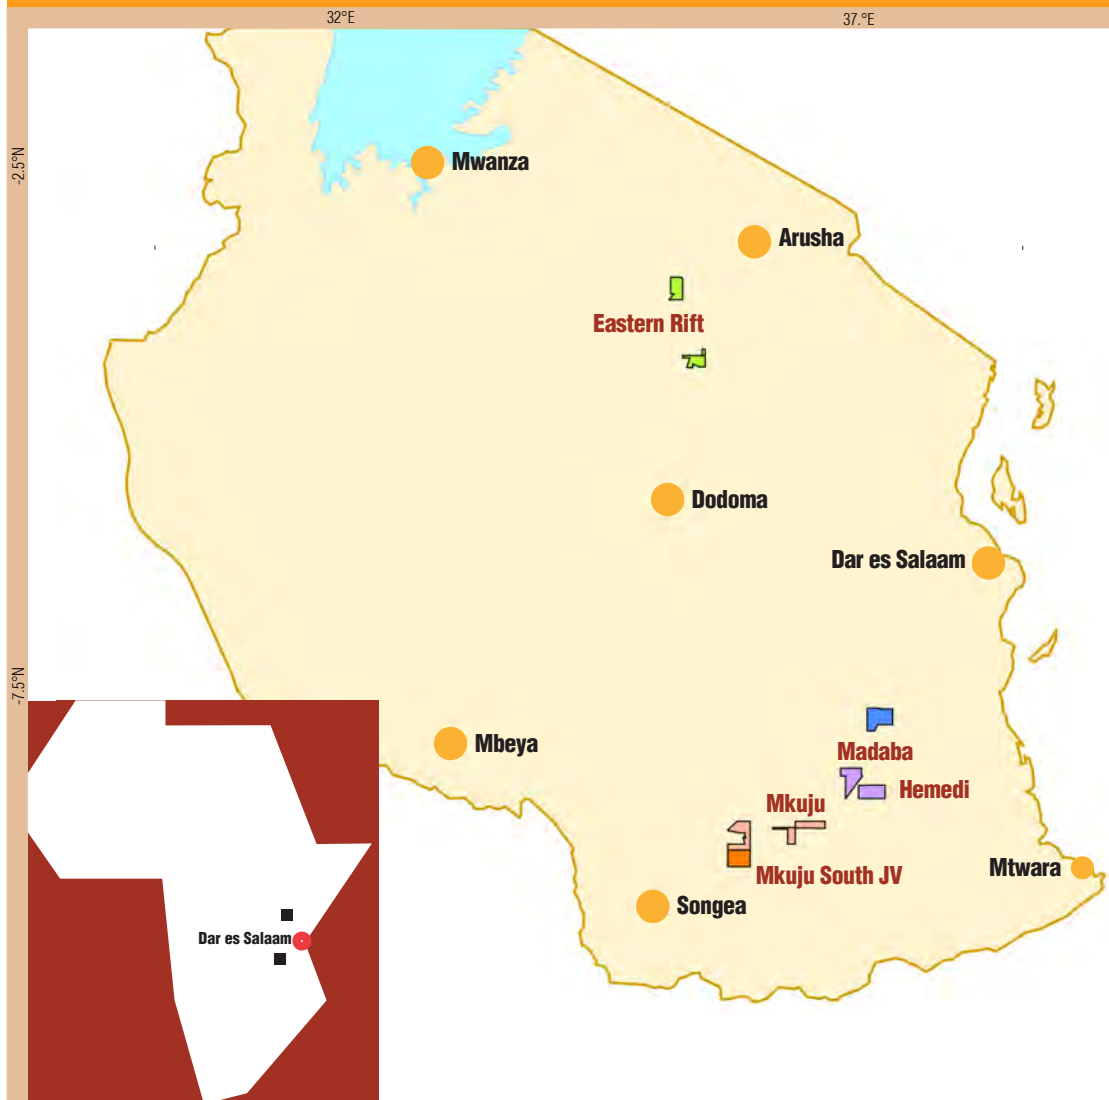 32°E
37.°E
-2.5°N
Mwanza
Arusha
Eastern Rift
Dodoma
Dar es Salaam
-7.5°N
Mbeya
Madaba
Hemedi
Mkuju
Mkuju South JV
Mtwara
Songea
Dar es Salaam